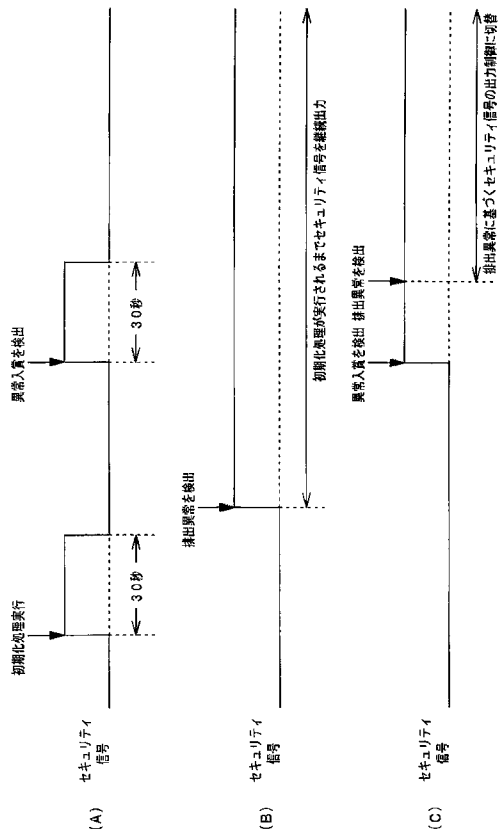 (A)
セキュリティ
信号
初期化処理実行
30秒
異常入賞を検出
30秒
(B)
セキュリティ
信号
排出異常を検出
初期化処理が実行されるまでセキュリティ信号を継続出力
(C)
セキュリティ
信号
異常入賞を検出 排出異常を検出
排出異常に基づくセキュリティ信号の出力制御に切替